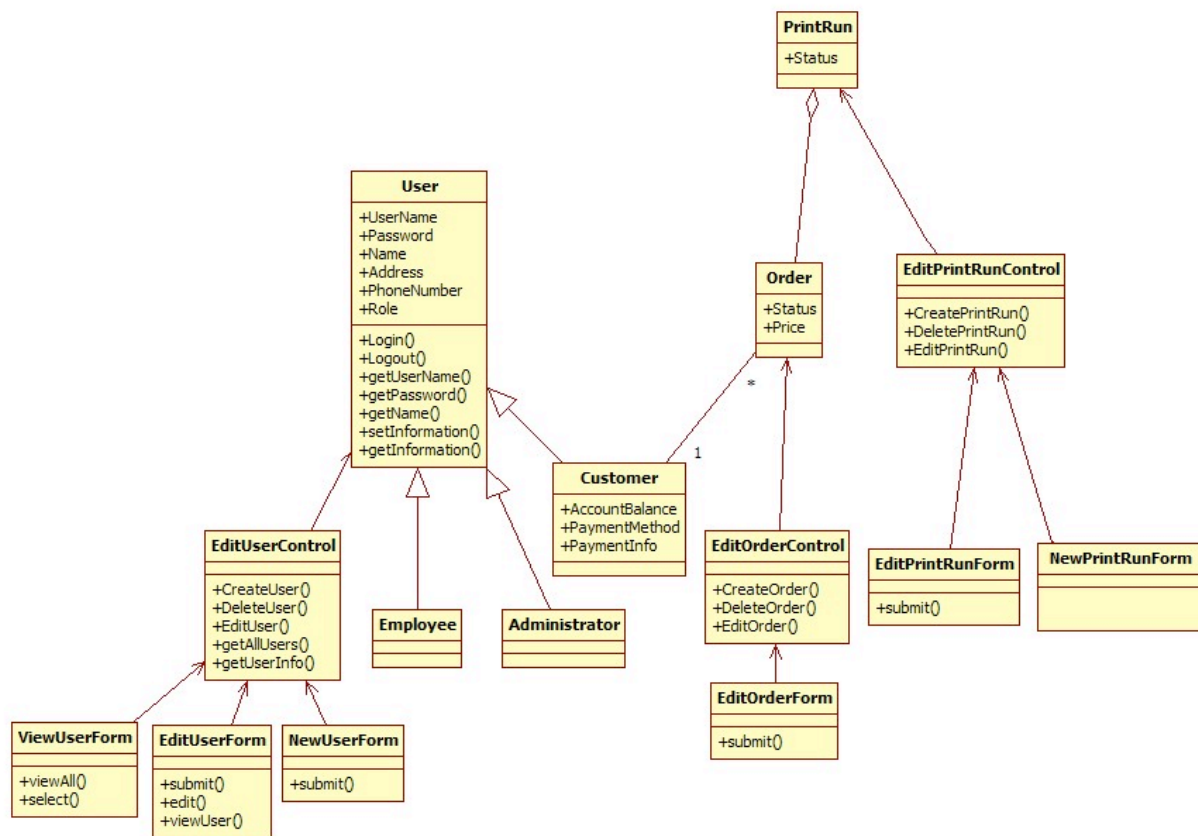 PrintRun
+Status
User
+UserName
+Password
+Name
+Address
+PhoneNumber
+Role
+Login()
+Logout()
+getUserName()
+getPassword()
+getName()
+setInformation()
+getInformation()
Order
+Status
+Price
EditPrintRunControl
+CreatePrintRun()
+DeletePrintRun()
+EditPrintRun()
*
1
Customer
+AccountBalance
+PaymentMethod
+PaymentInfo
EditUserControl
+CreateUser()
+DeleteUser()
+EditUser()
+getAllUsers()
+getUserInfo()
Employee
Administrator
EditOrderControl
+CreateOrder()
+DeleteOrder()
+EditOrder()
EditPrintRunForm
+submit()
NewPrintRunForm
ViewUserForm
+viewAll()
+select()
EditUserForm
+submit()
+edit()
+viewUser()
NewUserForm
+submit()
EditOrderForm
+submit()